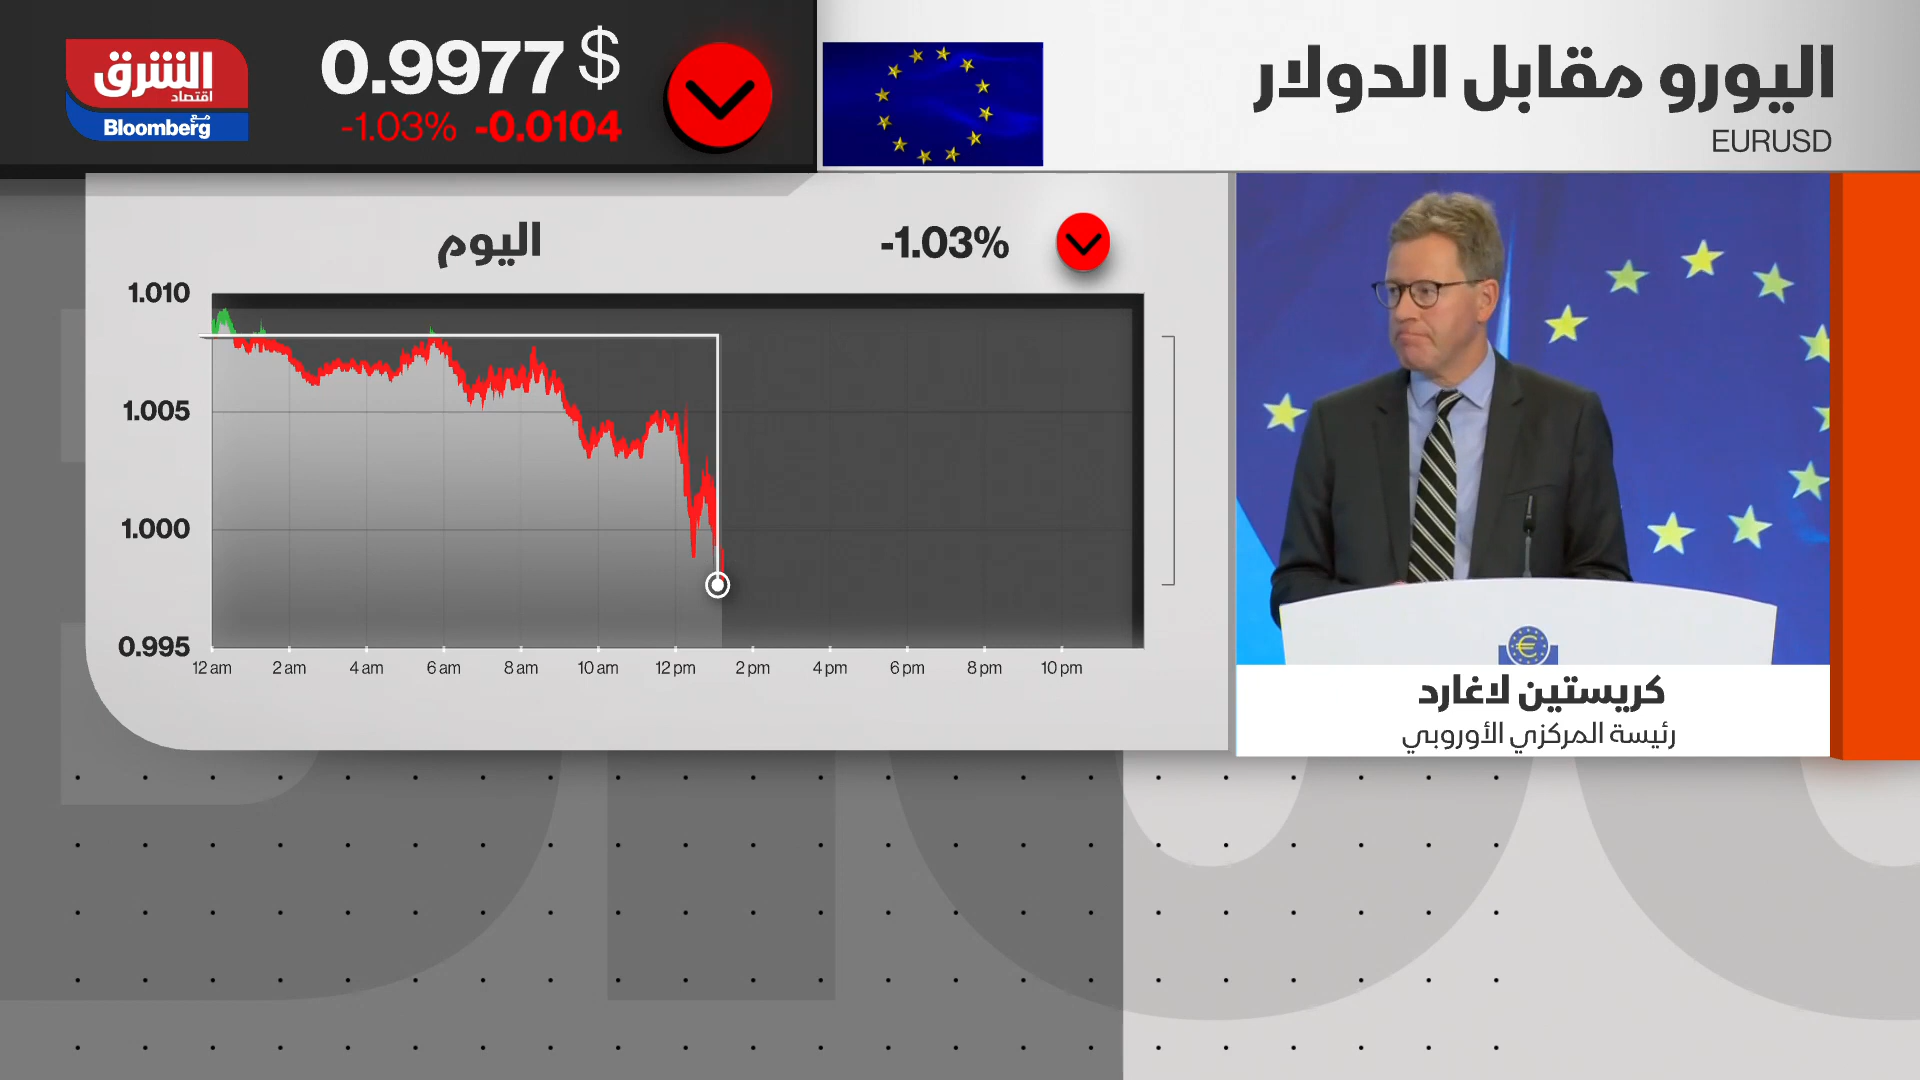 اليورو مقابل الدولار
EURUSD
0.9977 $
-1.03% -0.0104
الشرق
اقتصاد
مع
Bloomberg
اليوم
-1.03%
1.010
1.005
1.000
0.995
12 am 2 am 4 am 6 am 8 am 10 am 12 pm 2 pm 4 pm 6 pm 8 pm 10 pm
€
كريستين لاغارد
رئيسة المركزي الأوروبي